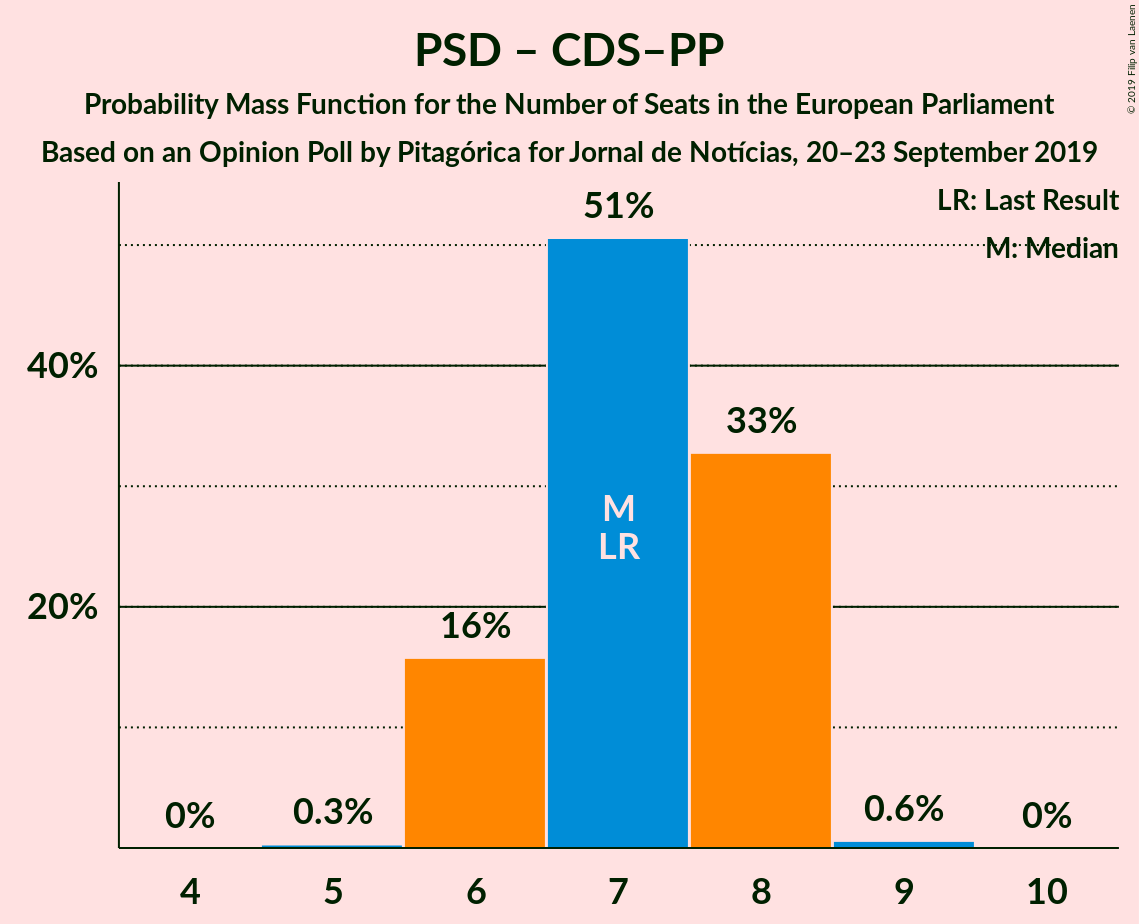 PSD – CDS–PP
Probability Mass Function for the Number of Seats in the European Parliament
Based on an Opinion Poll by Pitagórica for Jornal de Notícias, 20–23 September 2019
© 2019 Filip van Laenen
LR: Last Result
M: Median
51%
40%
33%
M
LR
20%
16%
0%
0.3%
0.6%
0%
4
5
6
7
8
9
10